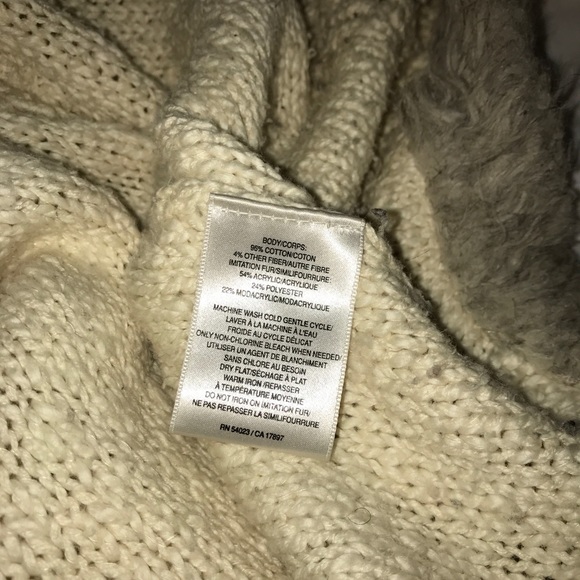 BODY/CORPS:
96% COTTON/COTON
4% OTHER FIBER/AUTRE FIBRE
IMITATION FUR/SIMILIFOURRURE:
54% ACRYLIC/ACRYLIQUE
24% POLYESTER
22% MODACRYLIC/MODACRYLIQUE
MACHINE WASH COLD GENTLE CYCLE/
LAVER À LA MACHINE À L'EAU
FROIDE AU CYCLE DÉLICAT
ONLY NON-CHLORINE BLEACH WHEN NEEDED/
UTILISER UN AGENT DE BLANCHIMENT
SANS CHLORE AU BESOIN
DRY FLAT/SÉCHAGE À PLAT
WARM IRON /REPASSER
À TEMPÉRATURE MOYENNE
DO NOT IRON ON IMITATION FUR/
NE PAS REPASSER LA SIMILIFOURRURE
RN 54023 / CA 17897